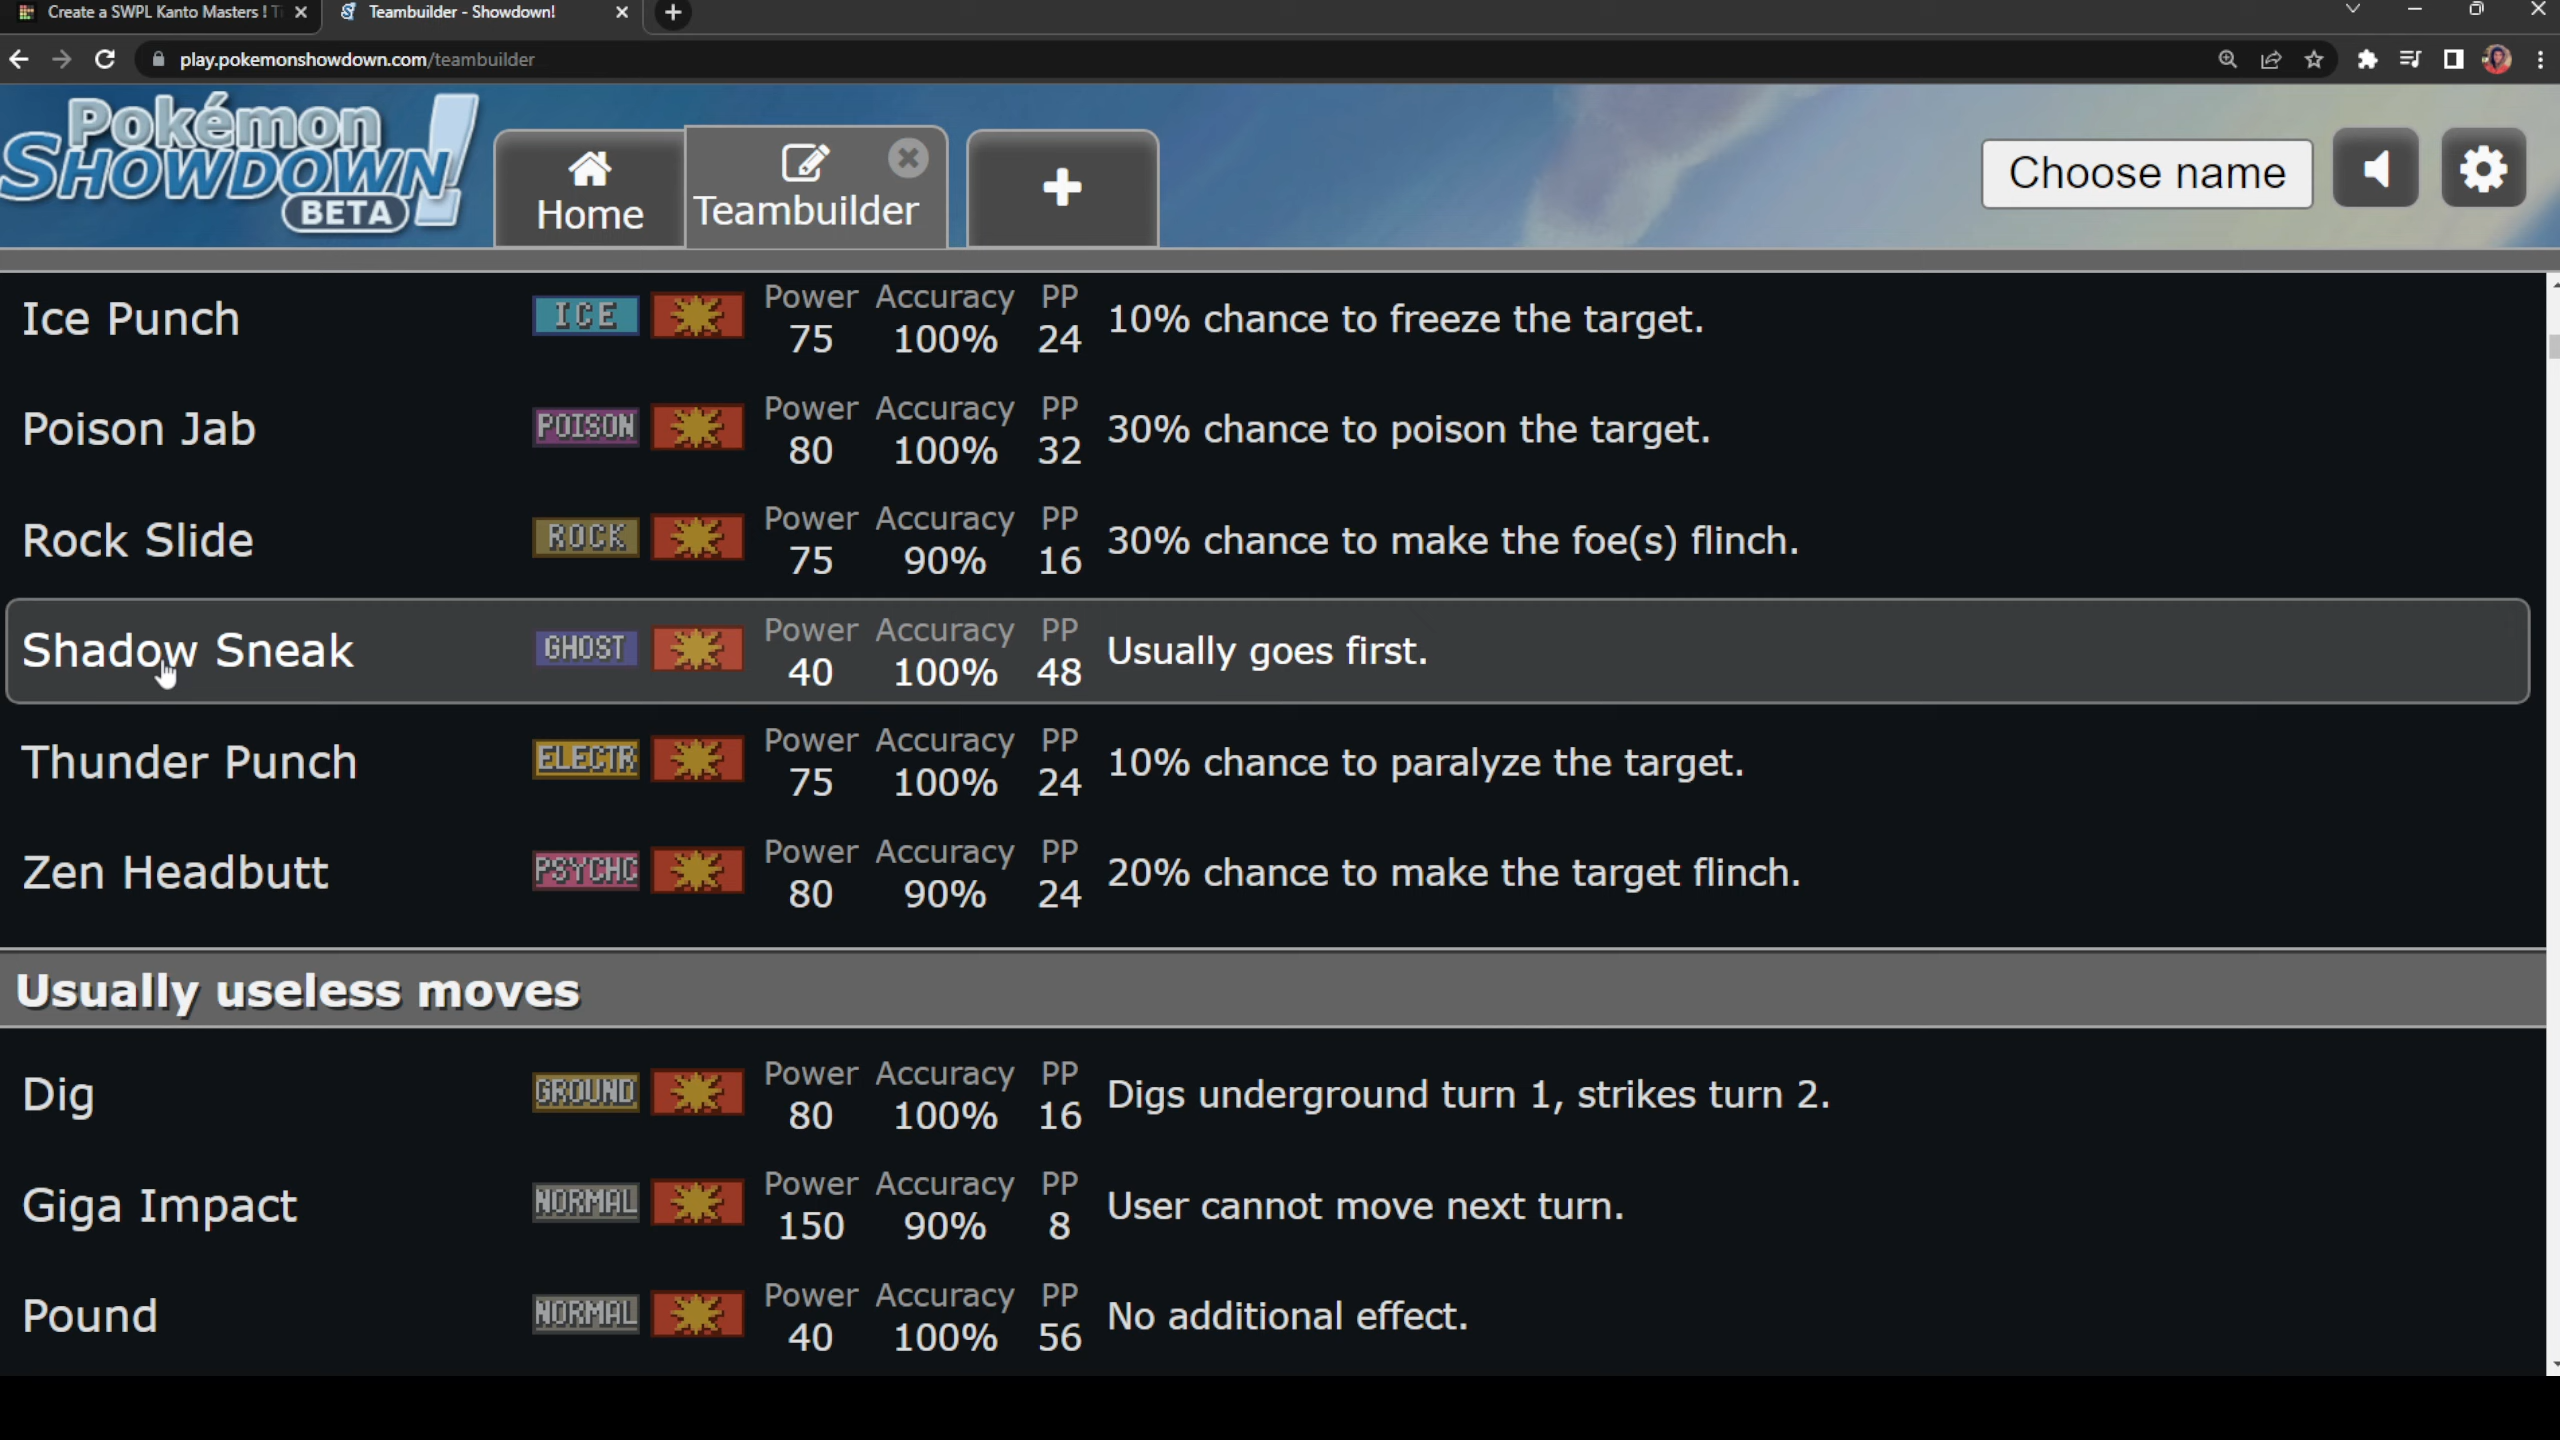 Create a SWPL Kanto Masters ! Ti
Teambuilder - Showdown!
play.pokemonshowdown.com/teambuilder
Pokémon
SHOWDOWN!
BETA
Home
Teambuilder
Choose name
Ice Punch ICE Power 75 Accuracy 100% PP 24 10% chance to freeze the target.
Poison Jab POISON Power 80 Accuracy 100% PP 32 30% chance to poison the target.
Rock Slide ROCK Power 75 Accuracy 90% PP 16 30% chance to make the foe(s) flinch.
Shadow Sneak GHOST Power 40 Accuracy 100% PP 48 Usually goes first.
Thunder Punch ELECTR Power 75 Accuracy 100% PP 24 10% chance to paralyze the target.
Zen Headbutt PSYCHC Power 80 Accuracy 90% PP 24 20% chance to make the target flinch.
Usually useless moves
Dig GROUND Power 80 Accuracy 100% PP 16 Digs underground turn 1, strikes turn 2.
Giga Impact NORMAL Power 150 Accuracy 90% PP 8 User cannot move next turn.
Pound NORMAL Power 40 Accuracy 100% PP 56 No additional effect.